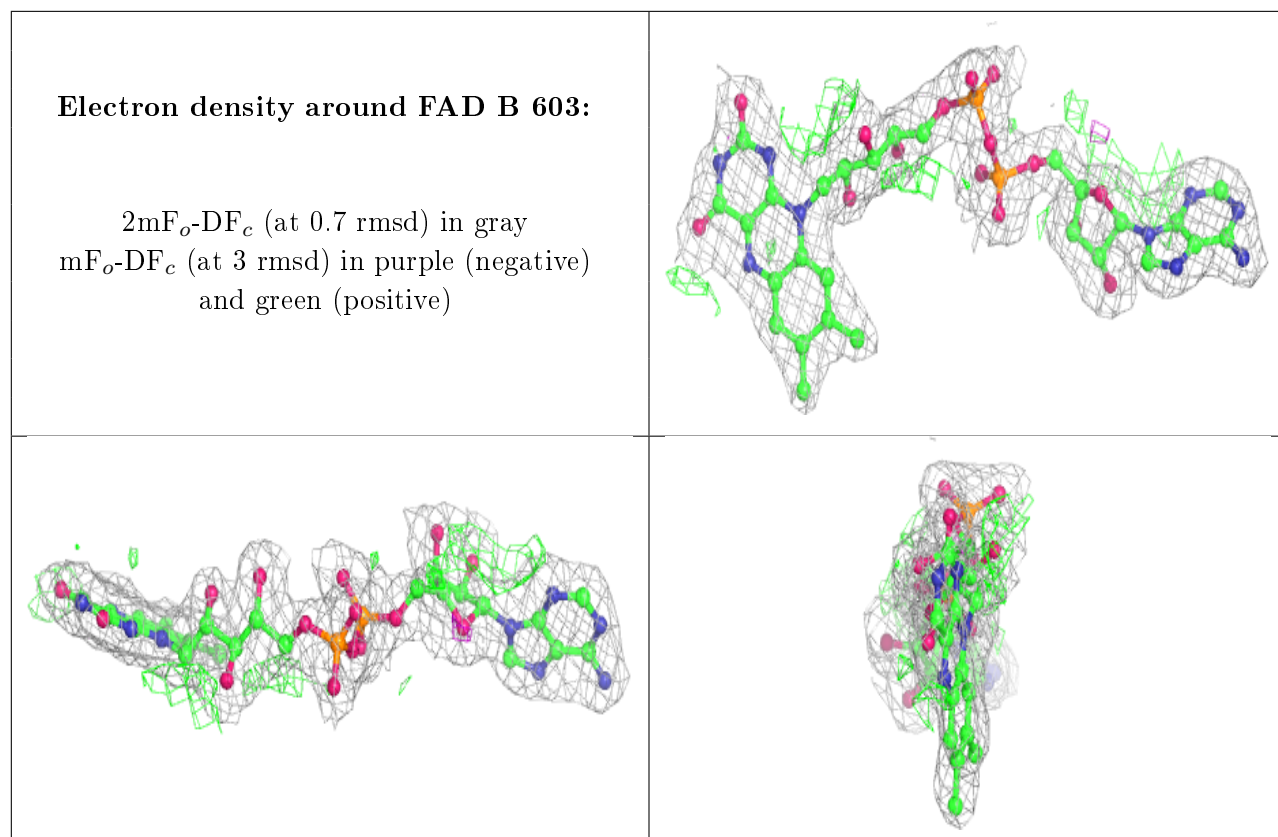 Electron density around FAD B 603:
2mFₒ-DF𝒸 (at 0.7 rmsd) in gray
mFₒ-DF𝒸 (at 3 rmsd) in purple (negative)
and green (positive)